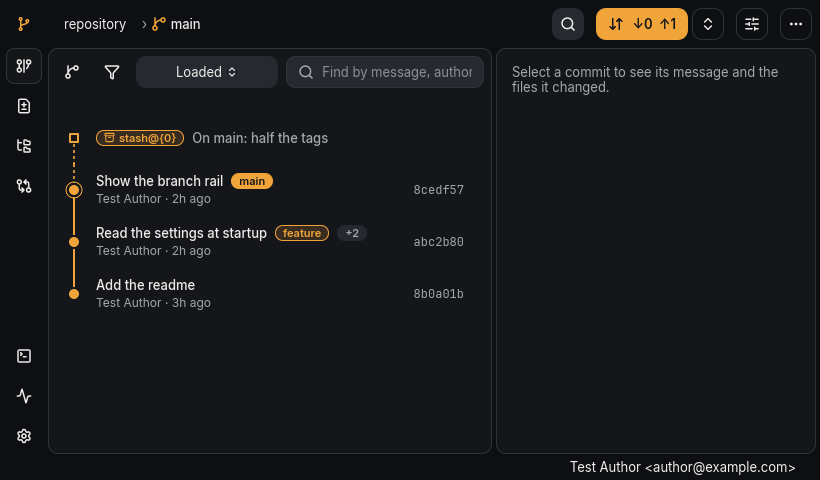 repository › main
↓0 ↑1
Loaded
Find by message, author
Select a commit to see its message and the
files it changed.
stash@{0} On main: half the tags
Show the branch rail main
Test Author · 2h ago
8cedf57
Read the settings at startup feature +2
Test Author · 2h ago
abc2b80
Add the readme
Test Author · 3h ago
8b0a01b
Test Author <author@example.com>